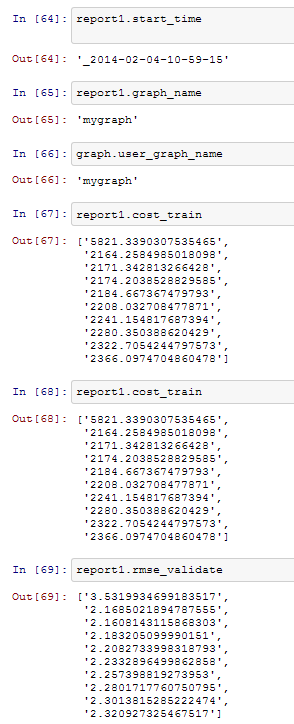 In [64]: report1.start_time
Out[64]: '_2014-02-04-10-59-15'
In [65]: report1.graph_name
Out[65]: 'mygraph'
In [66]: graph.user_graph_name
Out[66]: 'mygraph'
In [67]: report1.cost_train
Out[67]: ['5821.3390307535465',
'2164.2584985018098',
'2171.342813266428',
'2174.2038528829585',
'2184.667367479793',
'2208.032708477871',
'2241.154817687394',
'2280.350388620429',
'2322.7054244797573',
'2366.0974704860478']
In [68]: report1.cost_train
Out[68]: ['5821.3390307535465',
'2164.2584985018098',
'2171.342813266428',
'2174.2038528829585',
'2184.667367479793',
'2208.032708477871',
'2241.154817687394',
'2280.350388620429',
'2322.7054244797573',
'2366.0974704860478']
In [69]: report1.rmse_validate
Out[69]: ['3.5319934699183517',
'2.1685021894787555',
'2.1608143115868303',
'2.183205099990151',
'2.2082733998318793',
'2.2332896499862858',
'2.257398819273953',
'2.2801717760750795',
'2.3013815285222474',
'2.320927325467517']